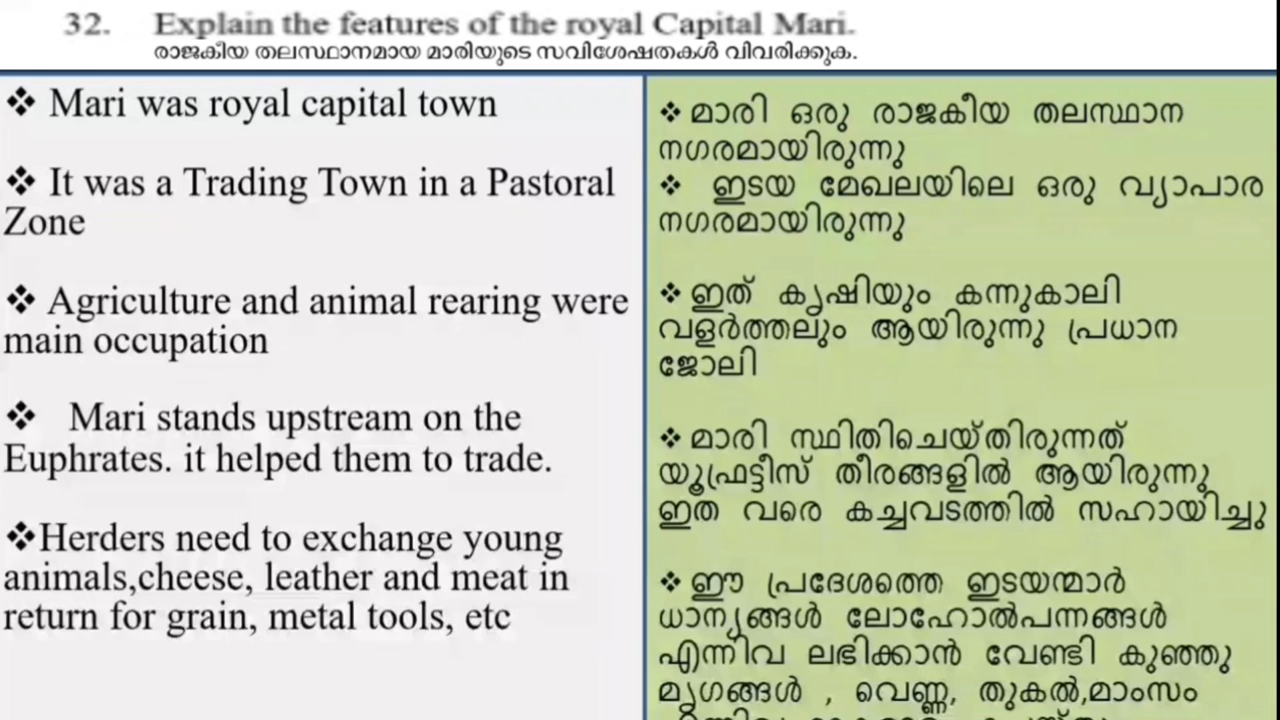 32. Explain the features of the royal Capital Mari.
രാജകീയ തലസ്ഥാനമായ മാരിയുടെ സവിശേഷതകൾ വിവരിക്കുക.
❖ Mari was royal capital town
❖ It was a Trading Town in a Pastoral
Zone
❖ Agriculture and animal rearing were
main occupation
❖ Mari stands upstream on the
Euphrates. it helped them to trade.
❖Herders need to exchange young
animals,cheese, leather and meat in
return for grain, metal tools, etc
❖ മാരി ഒരു രാജകീയ തലസ്ഥാന
നഗരമായിരുന്നു
❖ ഇടയ മേഖലയിലെ ഒരു വ്യാപാര
നഗരമായിരുന്നു
❖ ഇത് കൃഷിയും കന്നുകാലി
വളർത്തലും ആയിരുന്നു പ്രധാന
ജോലി
❖ മാരി സ്ഥിതിചെയ്തിരുന്നത്
യൂഫ്രട്ടീസ് തീരങ്ങളിൽ ആയിരുന്നു
ഇത വരെ കച്ചവടത്തിൽ സഹായിച്ചു
❖ ഈ പ്രദേശത്തെ ഇടയന്മാർ
ധാന്യങ്ങൾ ലോഹോൽപന്നങ്ങൾ
എന്നിവ ലഭിക്കാൻ വേണ്ടി കുഞ്ഞു
മൃഗങ്ങൾ , വെണ്ണ, തുകൽ,മാംസം